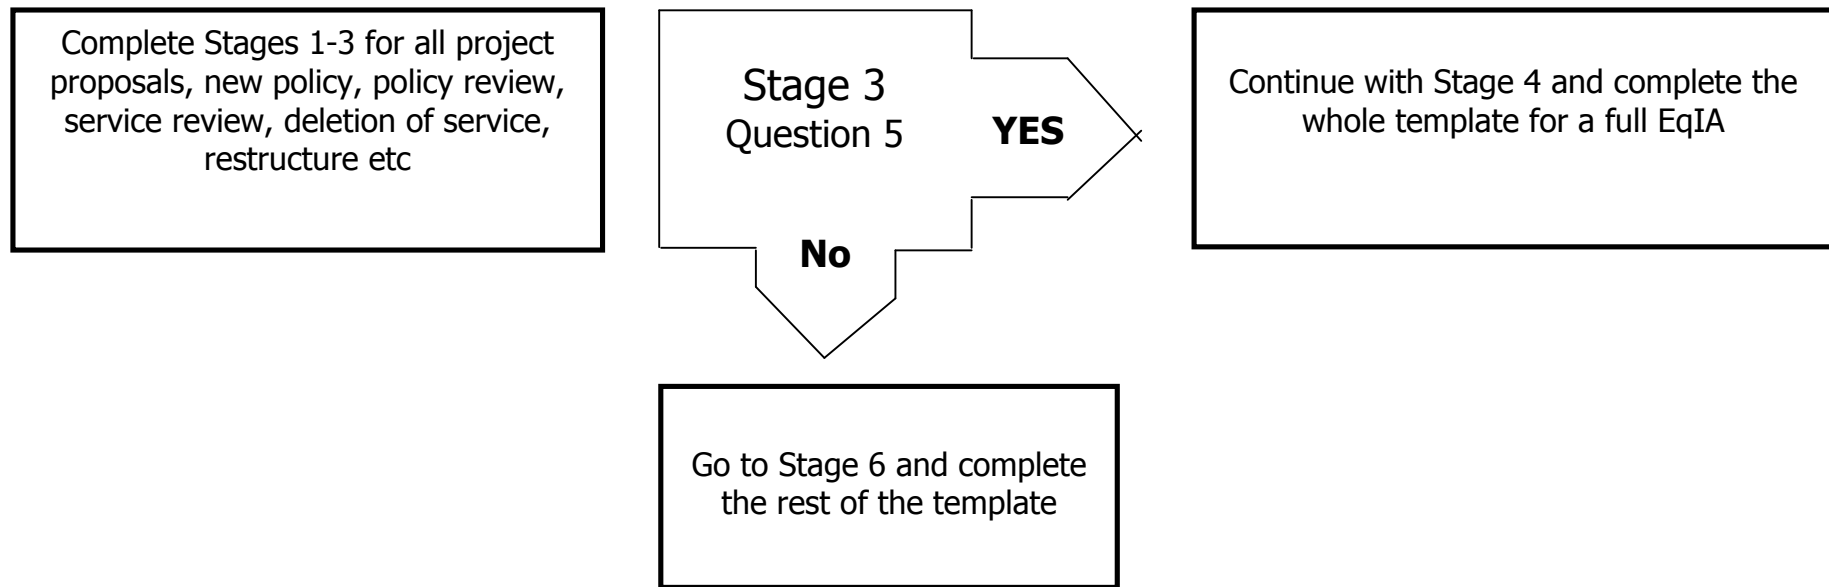 Complete Stages 1-3 for all project
proposals, new policy, policy review,
service review, deletion of service,
restructure etc
Stage 3
Question 5
YES
No
Continue with Stage 4 and complete the
whole template for a full EqIA
Go to Stage 6 and complete
the rest of the template